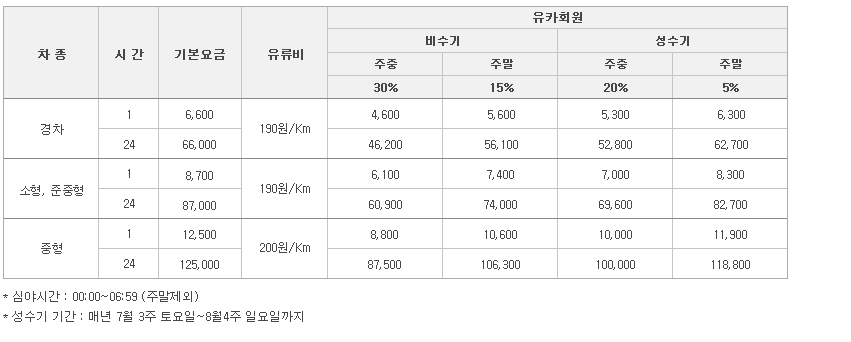 차 종 시 간 기본요금 유류비 유카회원
비수기 성수기
주중 주말 주중 주말
30% 15% 20% 5%
경차 1 6,600 190원/Km 4,600 5,600 5,300 6,300
24 66,000 46,200 56,100 52,800 62,700
소형, 준중형 1 8,700 190원/Km 6,100 7,400 7,000 8,300
24 87,000 60,900 74,000 69,600 82,700
중형 1 12,500 200원/Km 8,800 10,600 10,000 11,900
24 125,000 87,500 106,300 100,000 118,800
* 심야시간 : 00:00~06:59 (주말제외)
* 성수기 기간 : 매년 7월 3주 토요일~8월4주 일요일까지